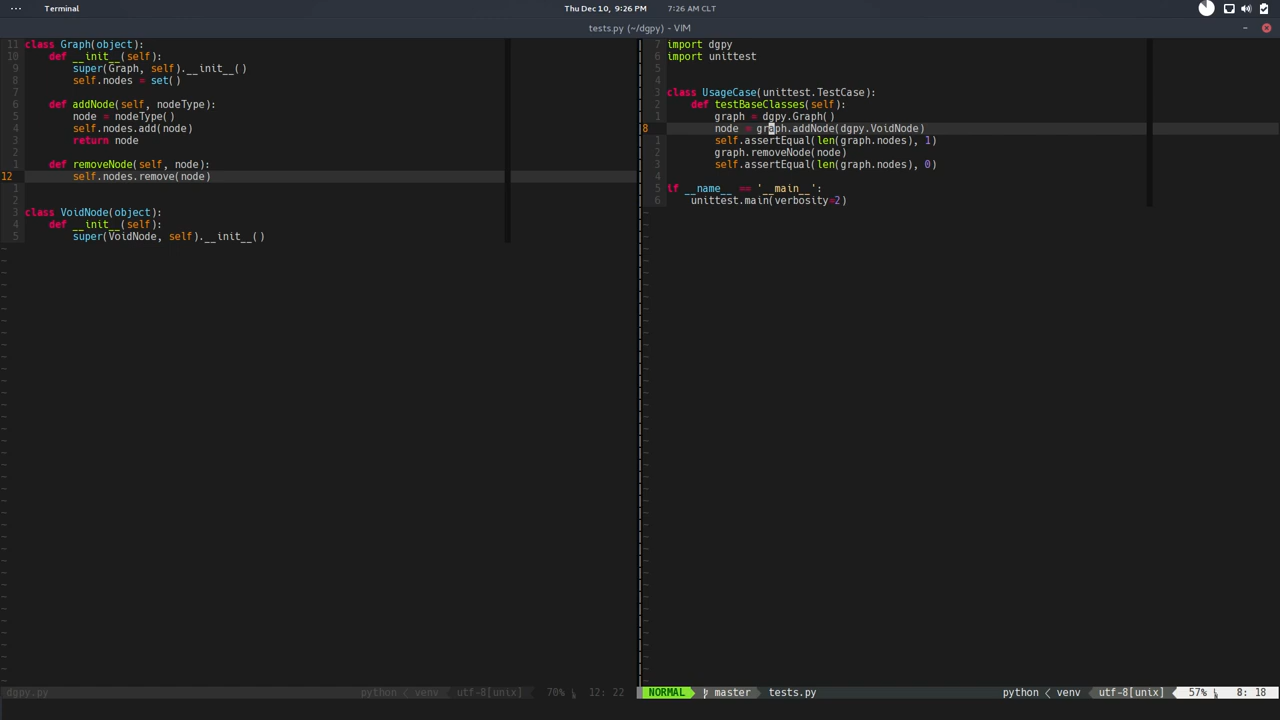 Terminal
Thu Dec 10, 9:26 PM 7:26 AM CLT
tests.py (~/dgpy) - VIM
11 class Graph(object):
10     def __init__(self):
9         super(Graph, self).__init__()
8         self.nodes = set()
7
6     def addNode(self, nodeType):
5         node = nodeType()
4         self.nodes.add(node)
3         return node
2
1     def removeNode(self, node):
12         self.nodes.remove(node)
1
2
3 class VoidNode(object):
4     def __init__(self):
5         super(VoidNode, self).__init__()
dgpy.py python < venv utf-8[unix] 70% 12: 22
7 import dgpy
6 import unittest
5
4
3 class UsageCase(unittest.TestCase):
2     def testBaseClasses(self):
1         graph = dgpy.Graph()
8         node = graph.addNode(dgpy.VoidNode)
1         self.assertEqual(len(graph.nodes), 1)
2         graph.removeNode(node)
3         self.assertEqual(len(graph.nodes), 0)
4
5 if __name__ == '__main__':
6     unittest.main(verbosity=2)
NORMAL master tests.py python < venv utf-8[unix] 57% 8: 18